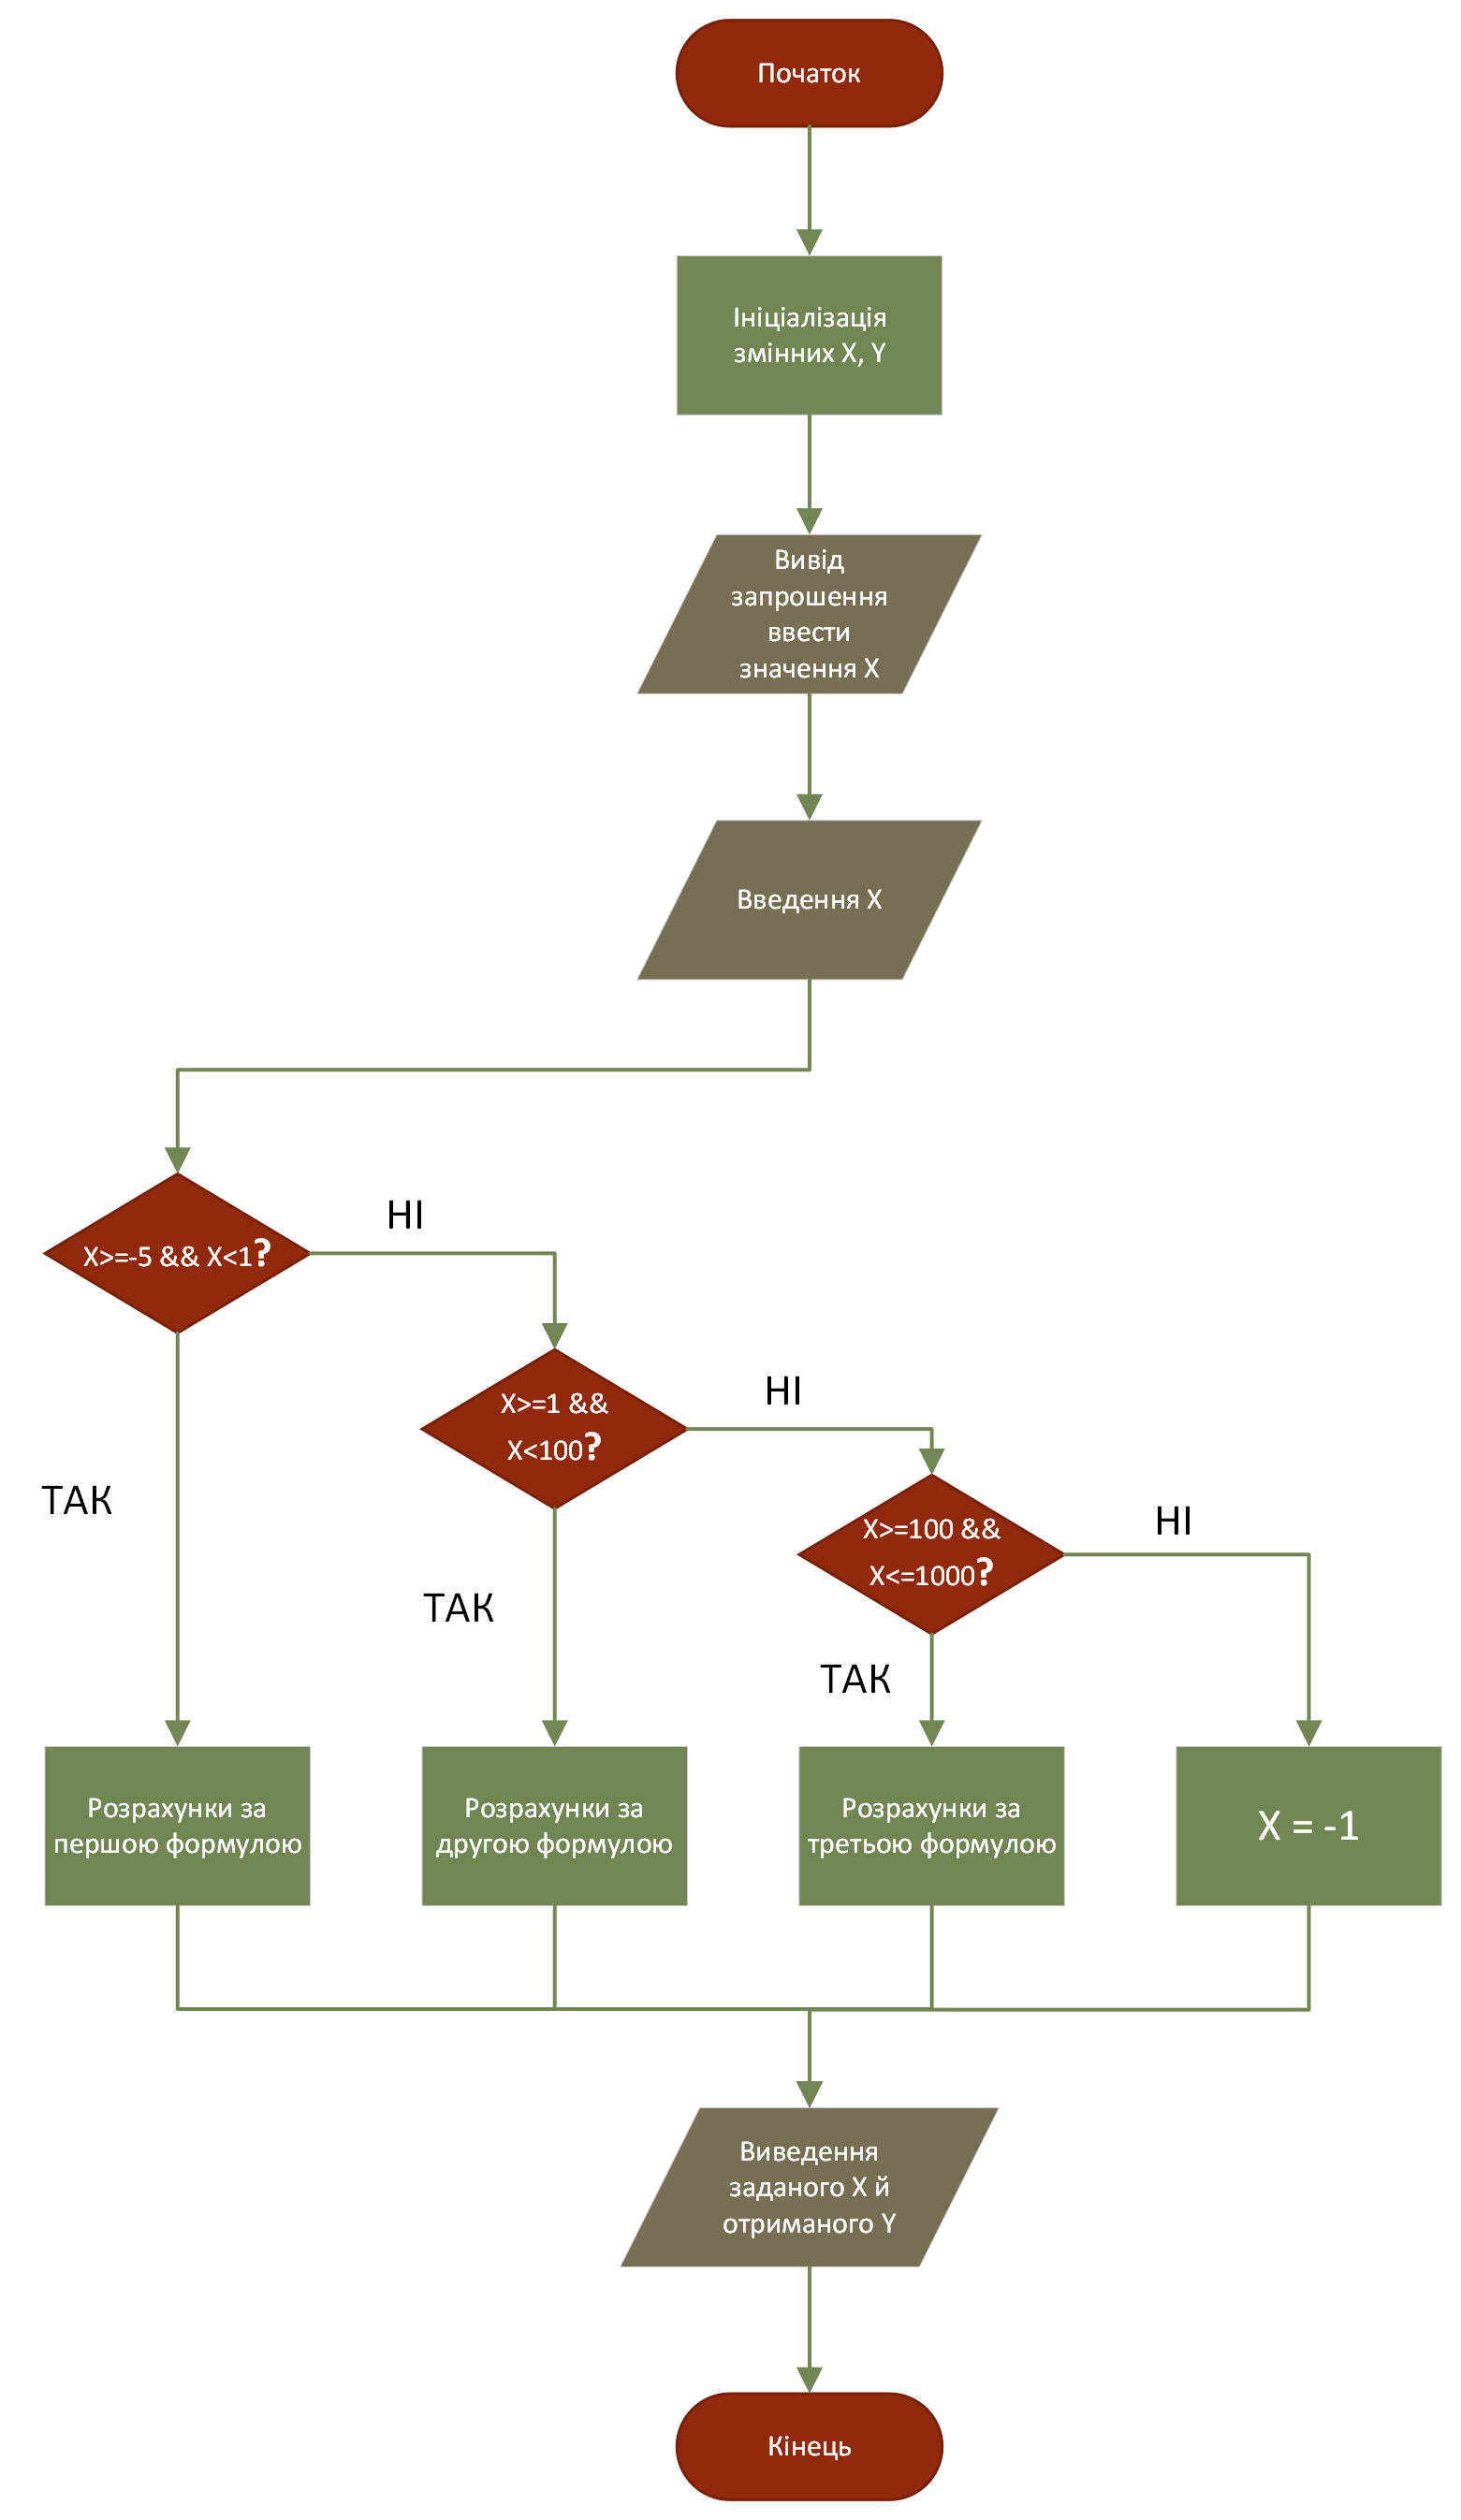 Початок
Ініціалізація
змінних X, Y
Вивід
запрошення
ввести
значення X
Введення X
X>=-5 && X<1?
НІ
X>=1 &&
X<100?
НІ
X>=100 &&
X<=1000?
НІ
ТАК
ТАК
ТАК
Розрахунки за
першою формулою
Розрахунки за
другою формулою
Розрахунки за
третьою формулою
X = -1
Виведення
заданого X й
отриманого Y
Кінець